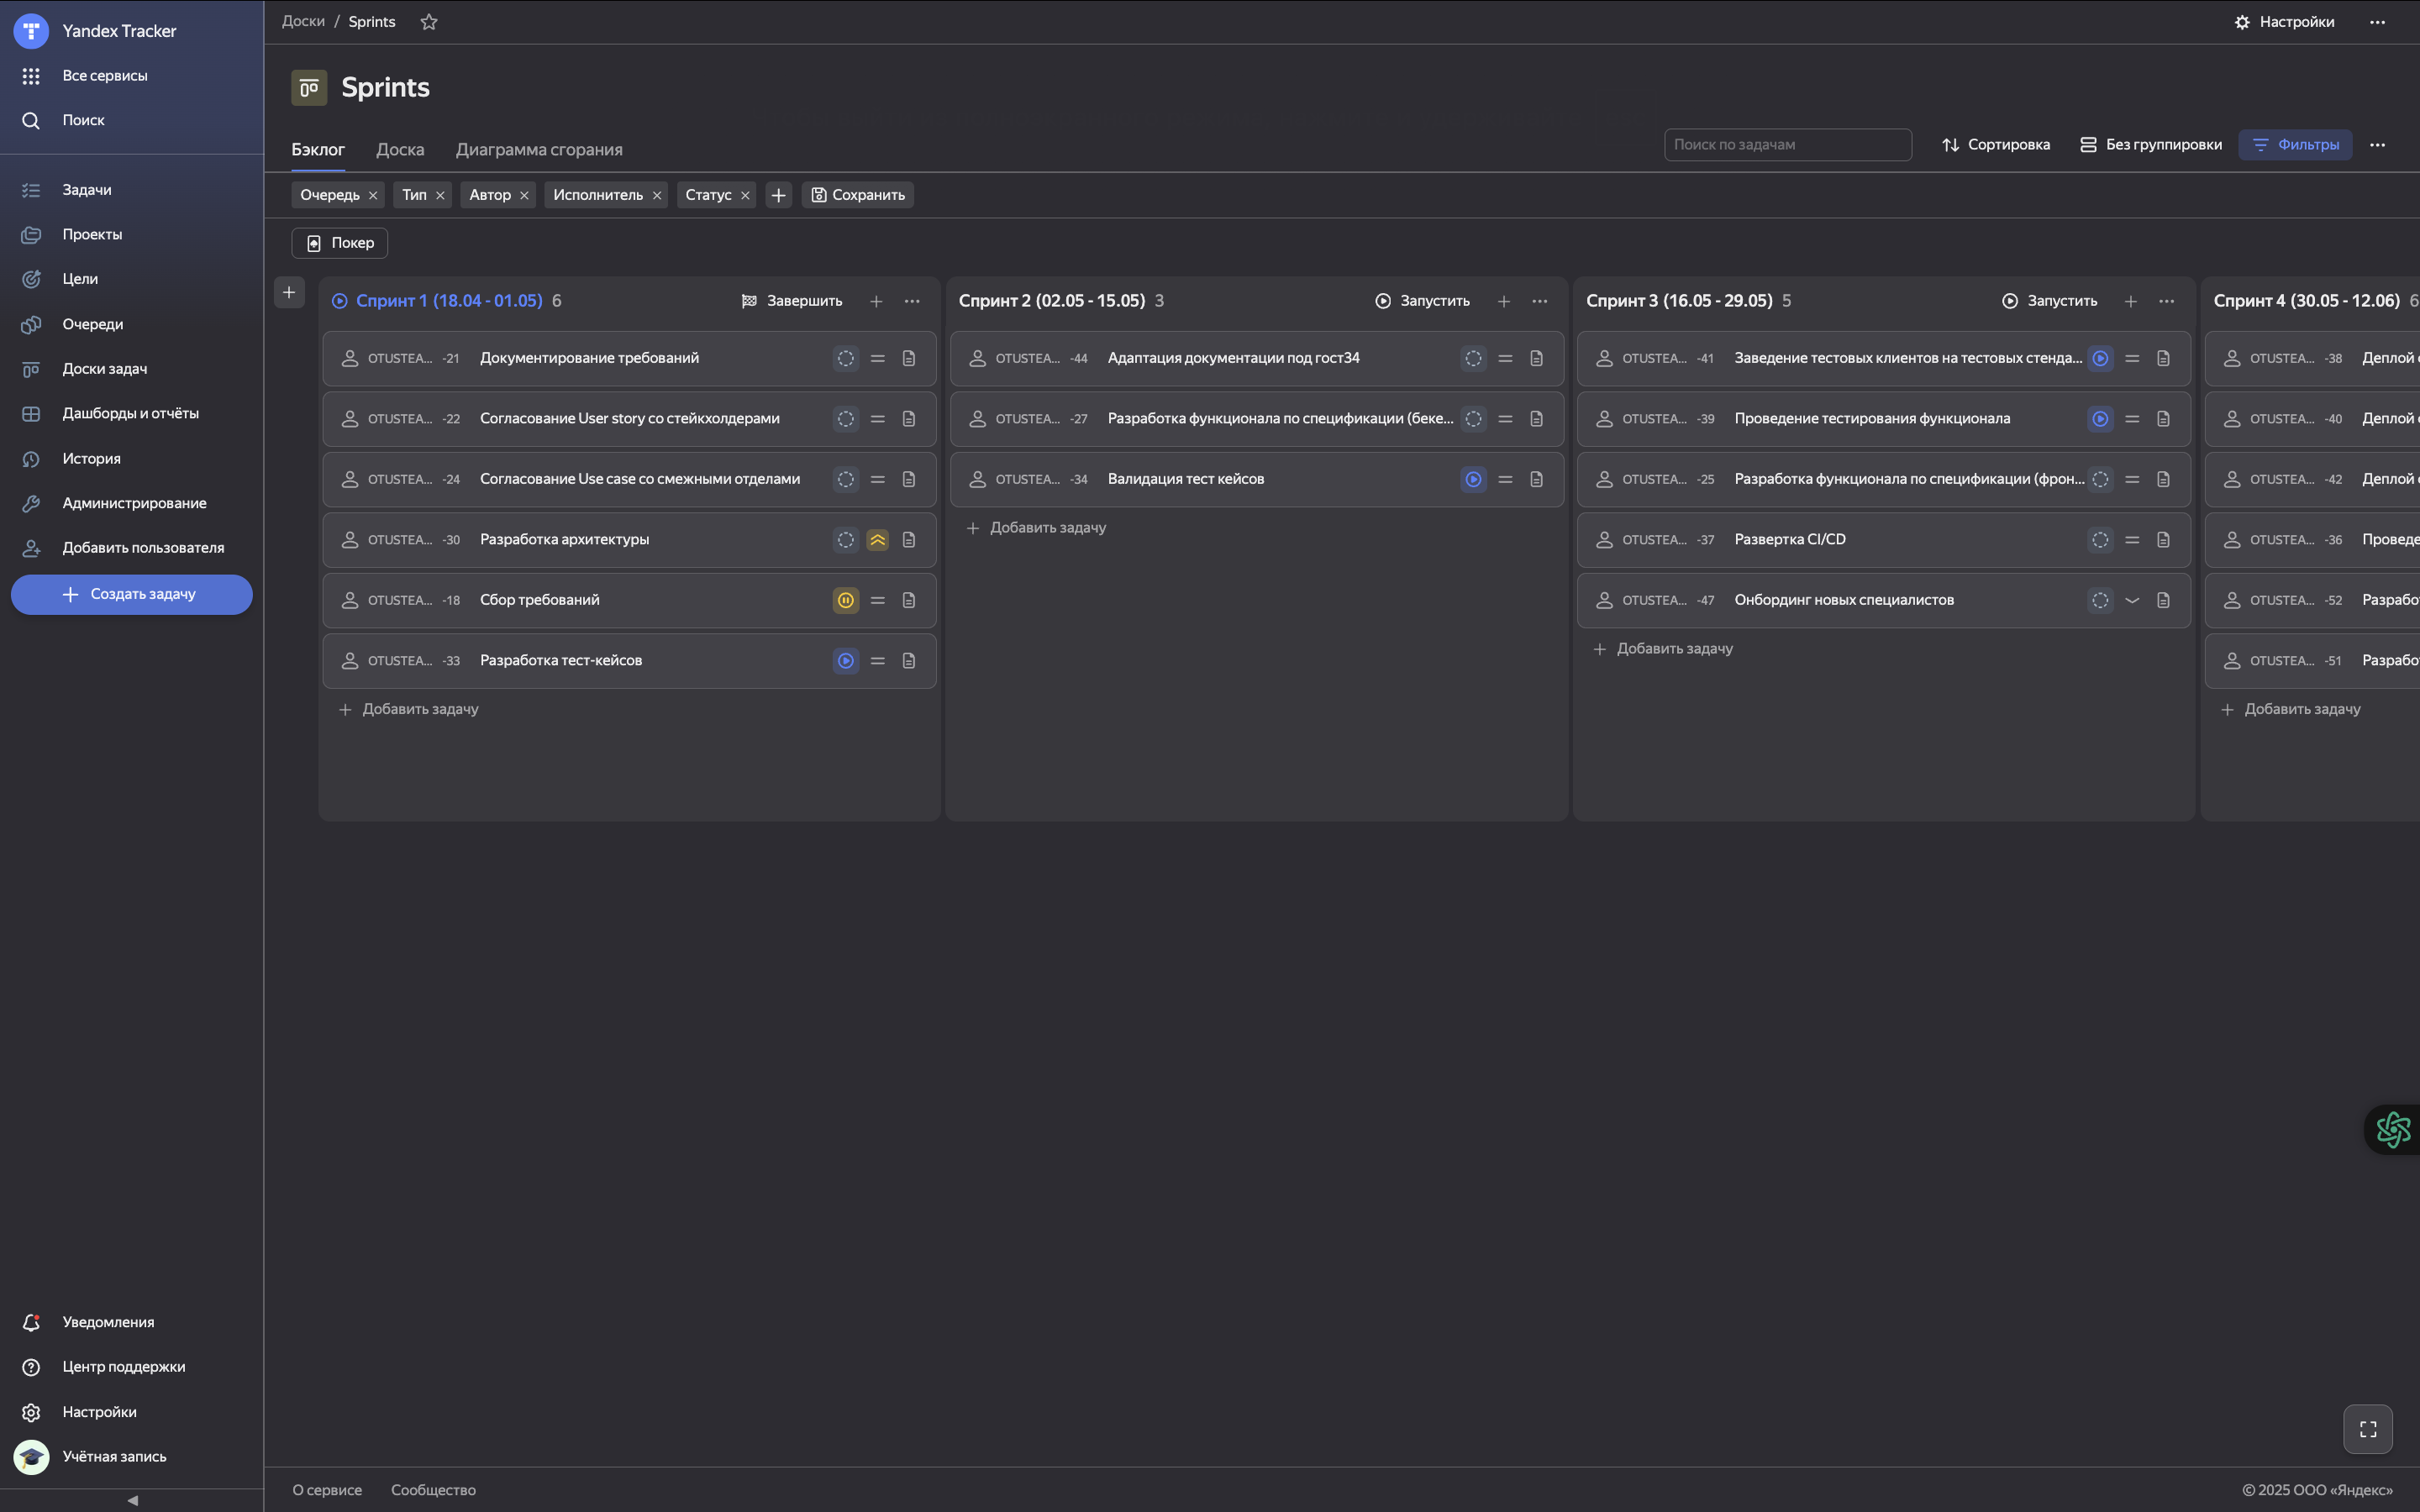 Yandex Tracker
Все сервисы
Поиск
Задачи
Проекты
Цели
Очереди
Доски задач
Дашборды и отчёты
История
Администрирование
Добавить пользователя
Создать задачу
Уведомления
Центр поддержки
Настройки
Учётная запись
Доски / Sprints
Настройки
Sprints
Бэклог Доска Диаграмма сгорания
Поиск по задачам
Сортировка
Без группировки
Фильтры
Очередь Тип Автор Исполнитель Статус Сохранить
Покер
Спринт 1 (18.04 - 01.05) 6 Завершить
OTUSTEA... -21 Документирование требований
OTUSTEA... -22 Согласование User story со стейкхолдерами
OTUSTEA... -24 Согласование Use case со смежными отделами
OTUSTEA... -30 Разработка архитектуры
OTUSTEA... -18 Сбор требований
OTUSTEA... -33 Разработка тест-кейсов
Добавить задачу
Спринт 2 (02.05 - 15.05) 3 Запустить
OTUSTEA... -44 Адаптация документации под гост34
OTUSTEA... -27 Разработка функционала по спецификации (беке...
OTUSTEA... -34 Валидация тест кейсов
Добавить задачу
Спринт 3 (16.05 - 29.05) 5 Запустить
OTUSTEA... -41 Заведение тестовых клиентов на тестовых стенда...
OTUSTEA... -39 Проведение тестирования функционала
OTUSTEA... -25 Разработка функционала по спецификации (фрон...
OTUSTEA... -37 Развертка CI/CD
OTUSTEA... -47 Онбординг новых специалистов
Добавить задачу
Спринт 4 (30.05 - 12.06) 6
OTUSTEA... -38 Деплой
OTUSTEA... -40 Деплой
OTUSTEA... -42 Деплой
OTUSTEA... -36 Проведе
OTUSTEA... -52 Разрабо
OTUSTEA... -51 Разрабо
Добавить задачу
О сервисе Сообщество
© 2025 ООО «Яндекс»